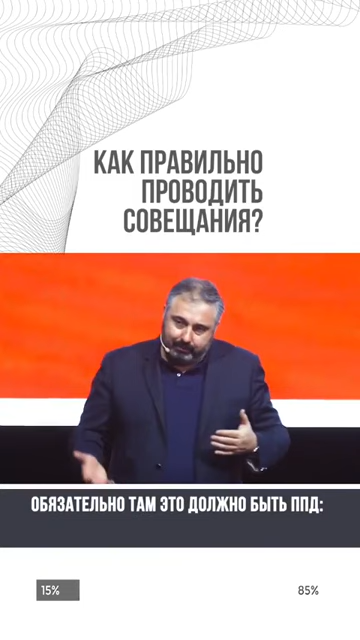 КАК ПРАВИЛЬНО
ПРОВОДИТЬ
СОВЕЩАНИЯ?
ОБЯЗАТЕЛЬНО ТАМ ЭТО ДОЛЖНО БЫТЬ ППД:
15%
85%